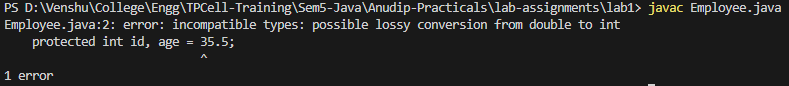 PS D:\Venshu\College\Engg\TPCell-Training\Sem5-Java\Anudip-Practicals\lab-assignments\lab1> javac Employee.java
Employee.java:2: error: incompatible types: possible lossy conversion from double to int
    protected int id, age = 35.5;
                            ^
1 error